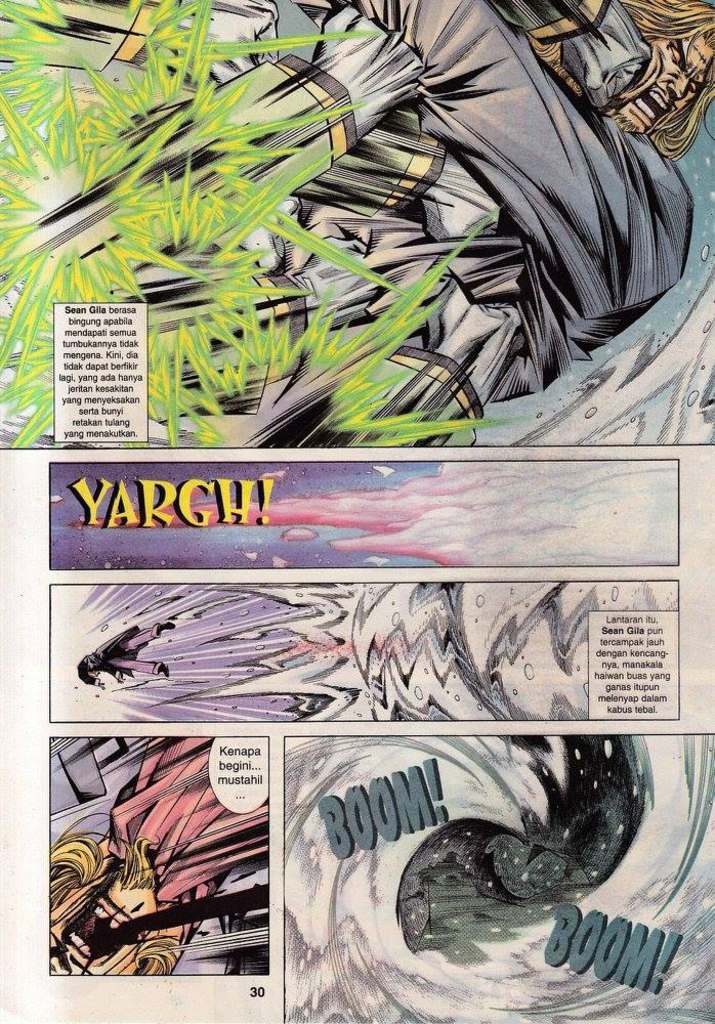 Sean Gila berasa
bingung apabila
mendapati semua
tumbukannya tidak
mengena. Kini, dia
tidak dapat berfikir
lagi, yang ada hanya
jeritan kesakitan
yang menyeksakan
serta bunyi
retakan tulang
yang menakutkan.
YARGH!
Lantaran itu,
Sean Gila pun
tercampak jauh
dengan kencang-
nya, manakala
haiwan buas yang
ganas itupun
melenyap dalam
kabus tebal.
Kenapa
begini...
mustahil
...
BOOM!
BOOM!
30